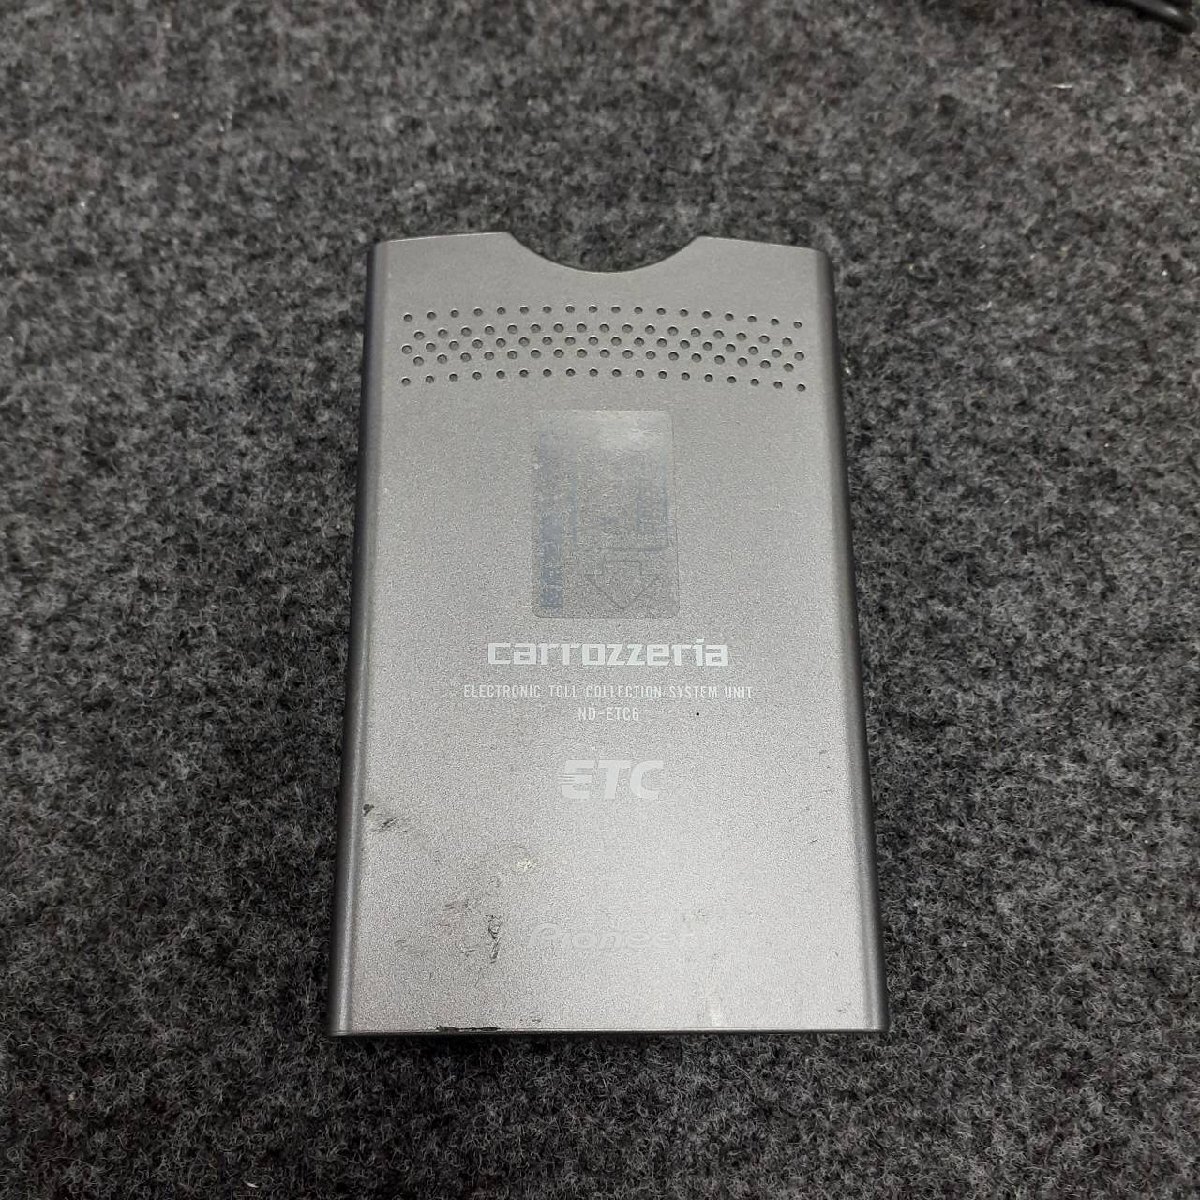 carrozzeria
ELECTRONIC TOLL COLLECTION SYSTEM UNIT
ND-ETC6
ETC
Pioneer